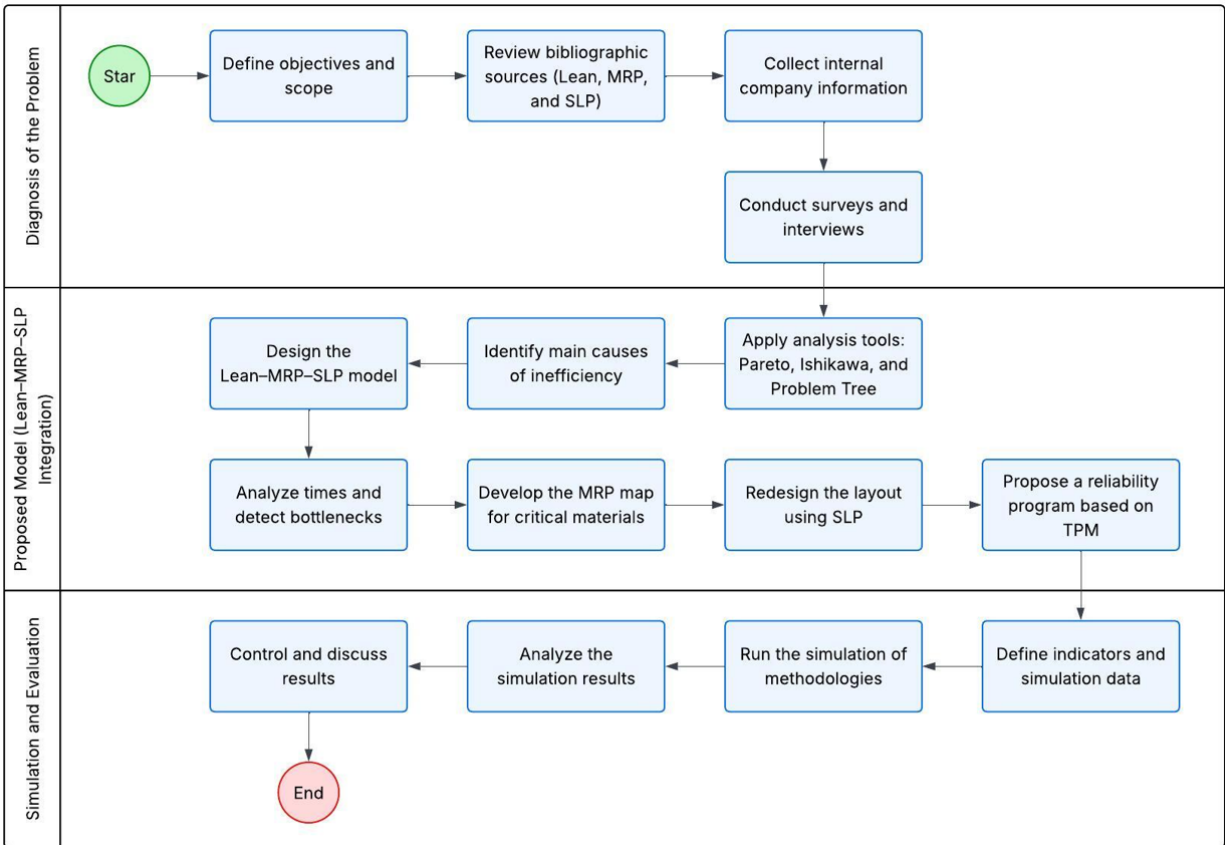 Diagnosis of the Problem
Star
Define objectives and
scope
Review bibliographic
sources (Lean, MRP,
and SLP)
Collect internal
company information
Conduct surveys and
interviews
Proposed Model (Lean–MRP–SLP
Integration)
Apply analysis tools:
Pareto, Ishikawa, and
Problem Tree
Identify main causes
of inefficiency
Design the
Lean–MRP–SLP model
Analyze times and
detect bottlenecks
Develop the MRP map
for critical materials
Redesign the layout
using SLP
Propose a reliability
program based on
TPM
Simulation and Evaluation
Define indicators and
simulation data
Run the simulation of
methodologies
Analyze the
simulation results
Control and discuss
results
End